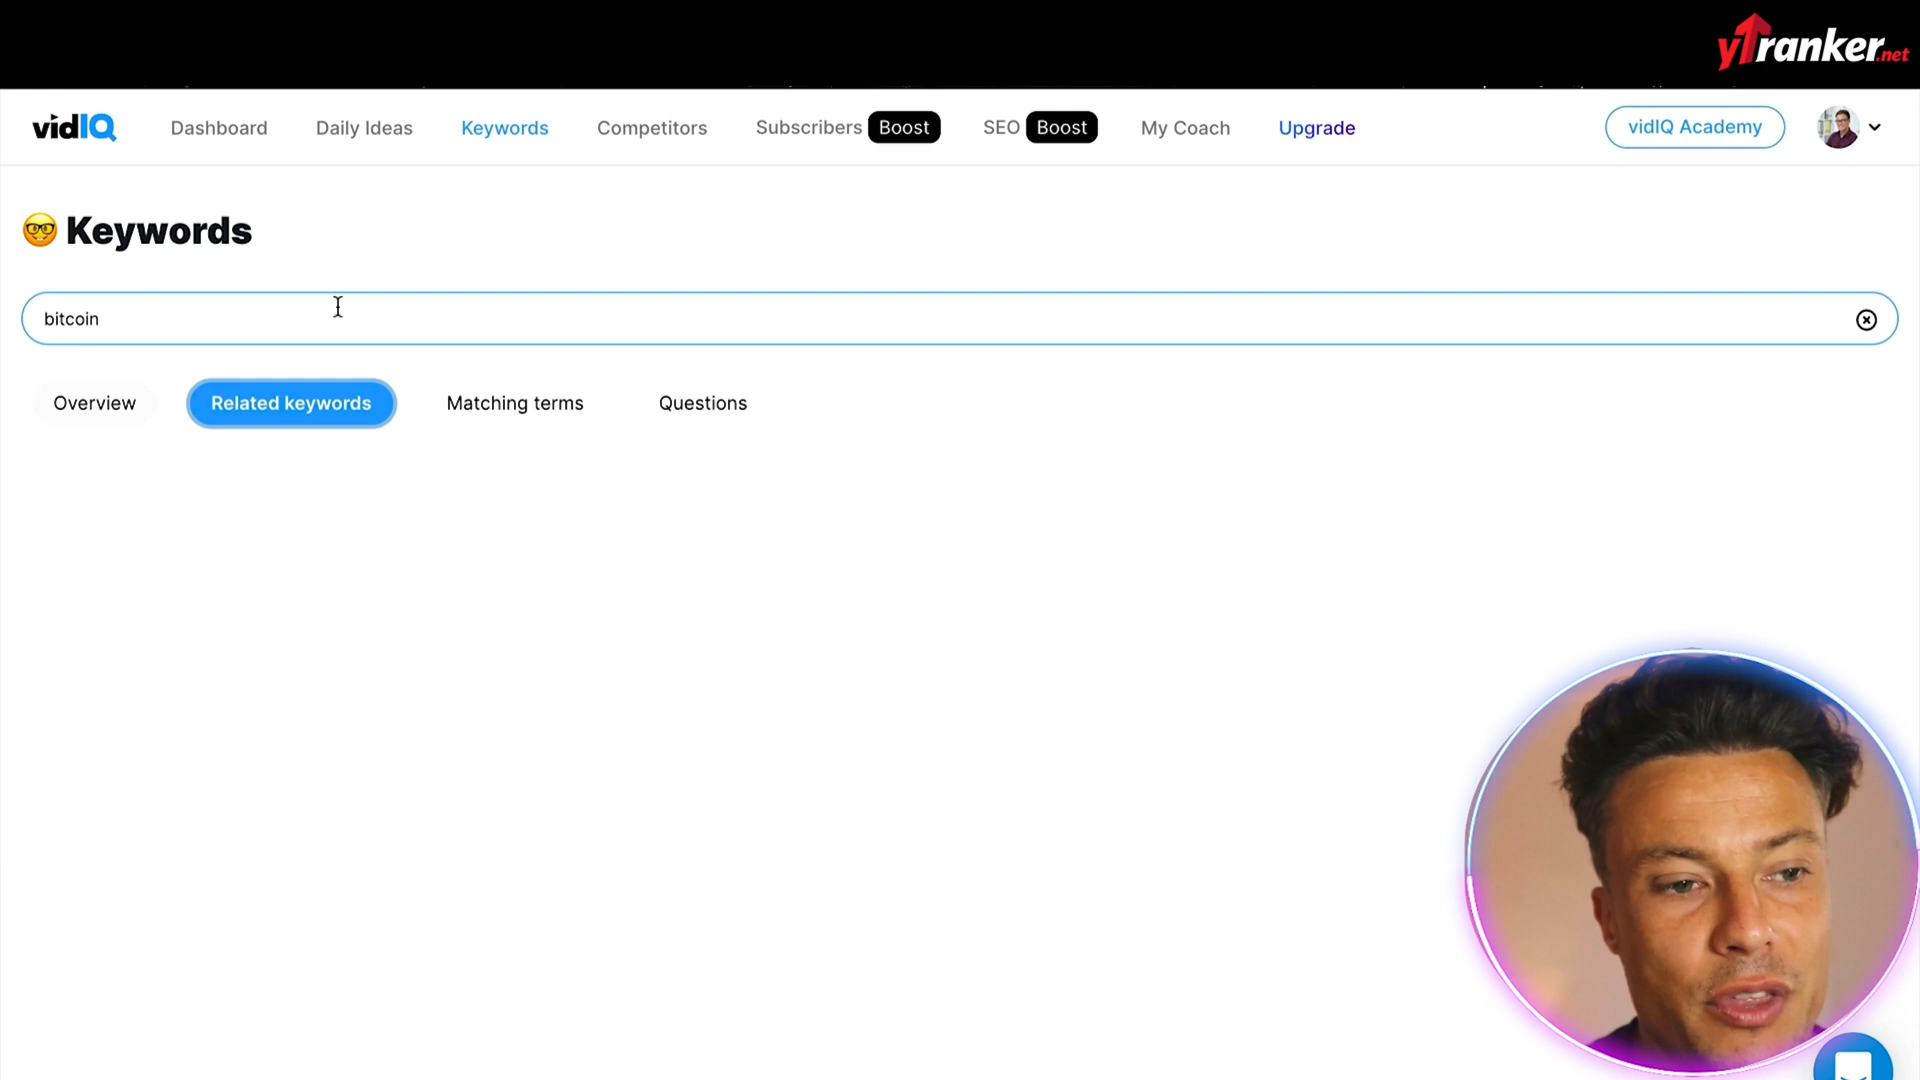 yTranker.net
vidIQ Dashboard Daily Ideas Keywords Competitors Subscribers Boost SEO Boost My Coach Upgrade vidIQ Academy
Keywords
bitcoin
Overview Related keywords Matching terms Questions